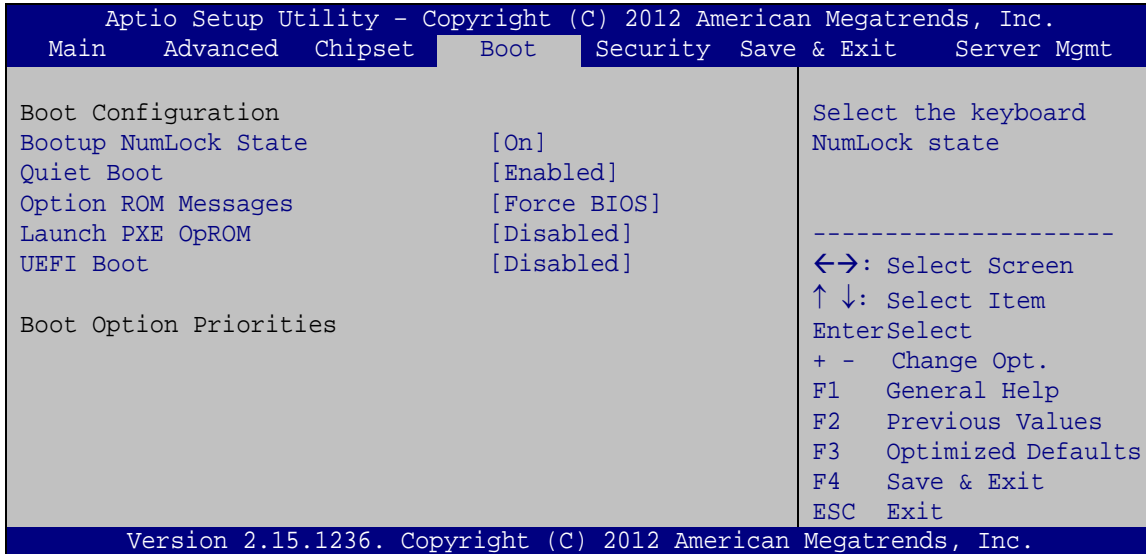 Aptio Setup Utility – Copyright (C) 2012 American Megatrends, Inc.
Main Advanced Chipset Boot Security Save & Exit Server Mgmt
Boot Configuration
Bootup NumLock State [On]
Quiet Boot [Enabled]
Option ROM Messages [Force BIOS]
Launch PXE OpROM [Disabled]
UEFI Boot [Disabled]
Boot Option Priorities
Select the keyboard
NumLock state
---------------------
←→: Select Screen
↑ ↓: Select Item
EnterSelect
+ - Change Opt.
F1 General Help
F2 Previous Values
F3 Optimized Defaults
F4 Save & Exit
ESC Exit
Version 2.15.1236. Copyright (C) 2012 American Megatrends, Inc.